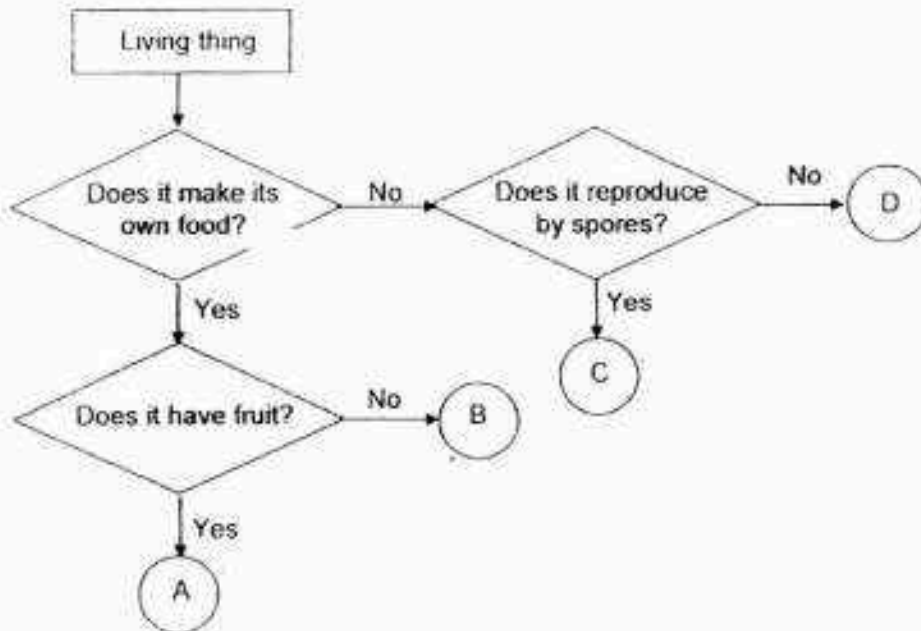 Living thing
Does it make its
own food?
No
Does it reproduce
by spores?
No
D
Yes
Yes
C
Does it have fruit?
No
B
Yes
A